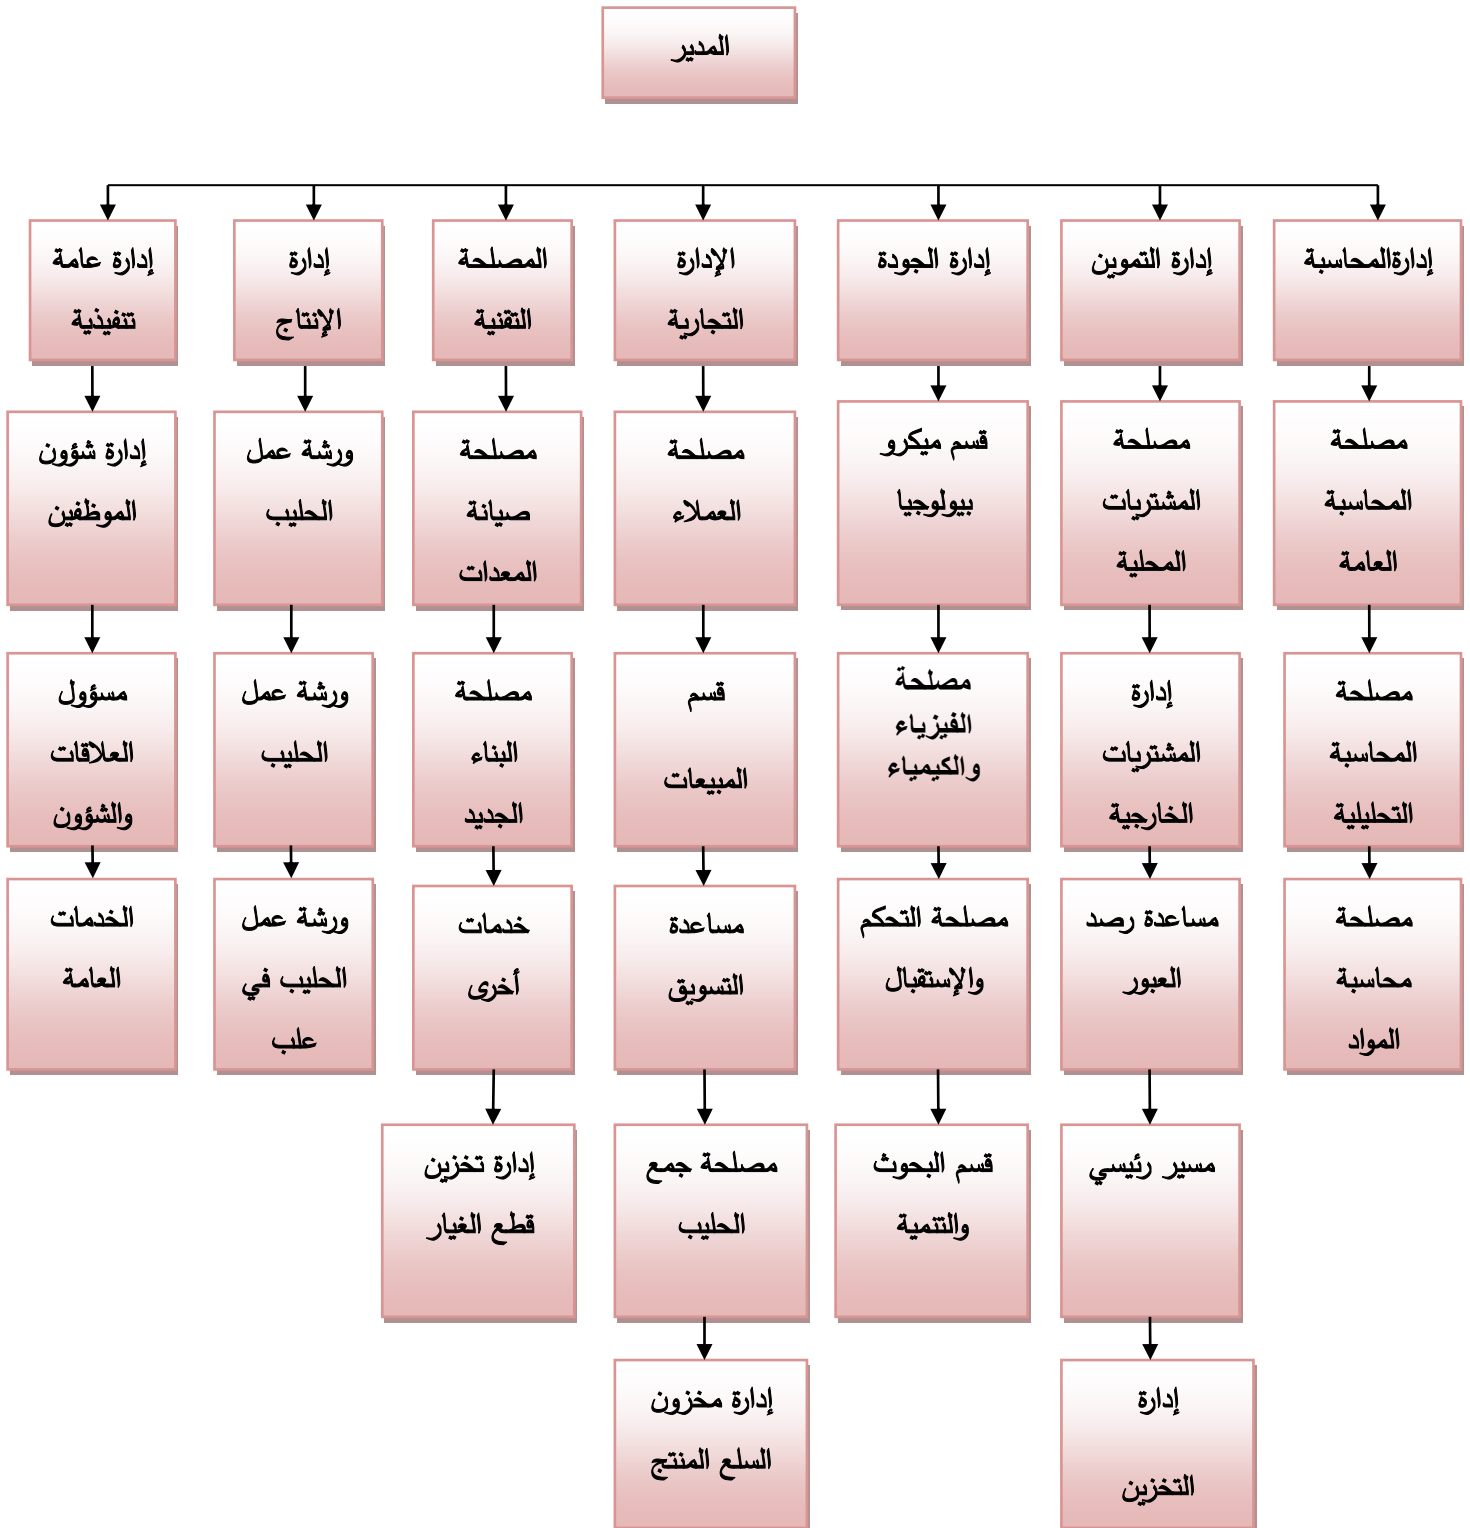 المدير
إدارةالمحاسبة
إدارة التموين
إدارة الجودة
الإدارة
التجارية
المصلحة
التقنية
إدارة
الإنتاج
إدارة عامة
تنفيذية
مصلحة
المحاسبة
العامة
مصلحة
المشتريات
المحلية
قسم ميكرو
بيولوجيا
مصلحة
العملاء
مصلحة
صيانة
المعدات
ورشة عمل
الحليب
إدارة شؤون
الموظفين
مصلحة
المحاسبة
التحليلية
إدارة
المشتريات
الخارجية
مصلحة
الفيزياء
والكيمياء
قسم
المبيعات
مصلحة
البناء
الجديد
ورشة عمل
الحليب
مسؤول
العلاقات
والشؤون
مصلحة
محاسبة
المواد
مساعدة رصد
العبور
مصلحة التحكم
والإستقبال
مساعدة
التسويق
خدمات
أخرى
ورشة عمل
الحليب في
علب
الخدمات
العامة
مسير رئيسي
قسم البحوث
والتنمية
مصلحة جمع
الحليب
إدارة تخزين
قطع الغيار
إدارة
التخزين
إدارة مخزون
السلع المنتج